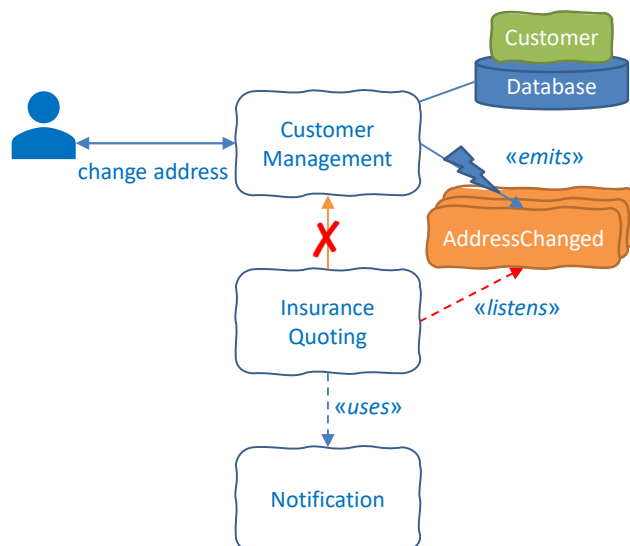 Customer
Database
Customer
Management
change address
«emits»
AddressChanged
Insurance
Quoting
«listens»
«uses»
Notification